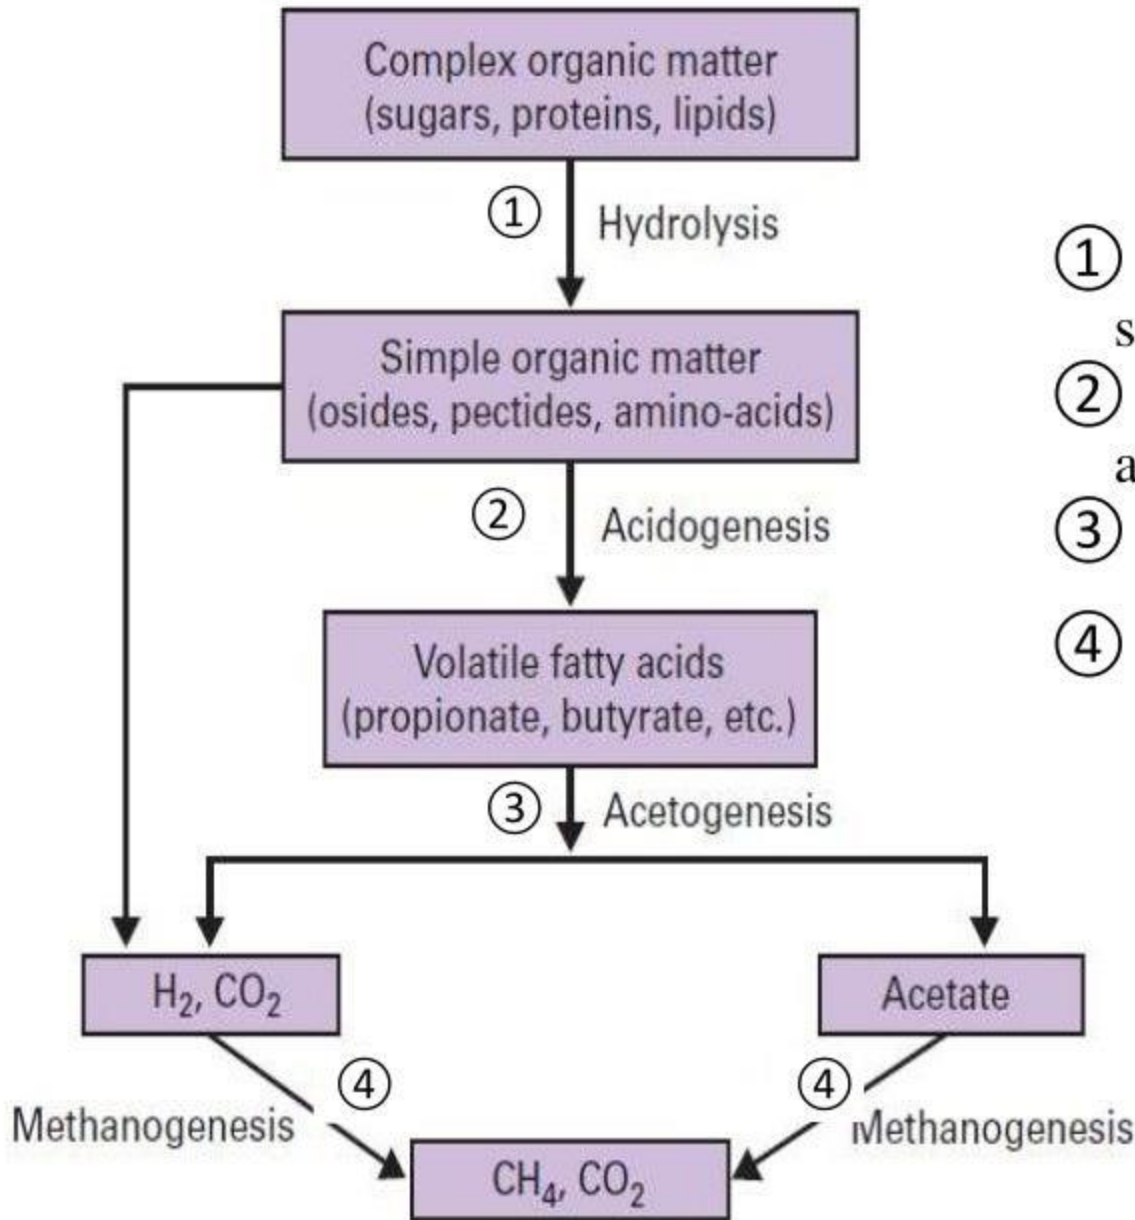 Complex organic matter
(sugars, proteins, lipids)
① Hydrolysis
Simple organic matter
(osides, pectides, amino-acids)
② Acidogenesis
Volatile fatty acids
(propionate, butyrate, etc.)
③ Acetogenesis
H₂, CO₂
Acetate
④
④
Methanogenesis
Methanogenesis
CH₄, CO₂
①
s
②
a
③
④